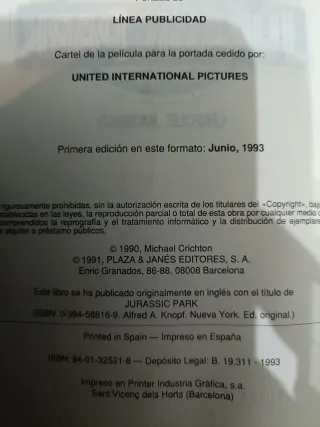 LÍNEA PUBLICIDAD
Cartel de la película para la portada cedido por:
UNITED INTERNATIONAL PICTURES
Primera edición en este formato: Junio, 1993
rigurosamente prohibidas, sin la autorización escrita de los titulares del «Copyright», bajo
establecidas en las leyes, la reproducción parcial o total de esta obra por cualquier medio o
comprendidos la reprografía y el tratamiento informático y la distribución de ejemplares
e alquiler o préstamo públicos.
© 1990, Michael Crichton
© 1991, PLAZA & JANÉS EDITORES, S. A.
Enric Granados, 86-88. 08008 Barcelona
Este libro se ha publicado originalmente en inglés con el título de
JURASSIC PARK
(ISBN: 0-394-58816-9. Alfred A. Knopf. Nueva York. Ed. original.)
Printed in Spain — Impreso en España
ISBN: 84-01-32521-8 — Depósito Legal: B. 19.311 - 1993
Impreso en Printer Industria Gráfica, s.a.
Sant Vicenç dels Horts (Barcelona)